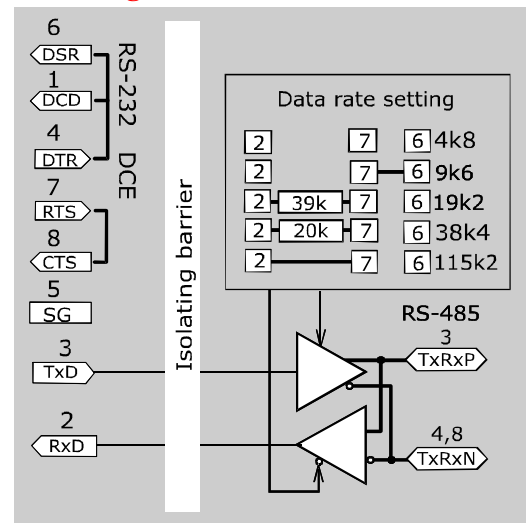 6
DSR
1
DCD
4
DTR
7
RTS
8
CTS
5
SG
3
TxD
2
RxD
RS-232 DCE
Isolating barrier
Data rate setting
2 7 6 4k8
2 7 6 9k6
2 39k 7 6 19k2
2 20k 7 6 38k4
2 7 6 115k2
RS-485
3
TxRxP
4,8
TxRxN